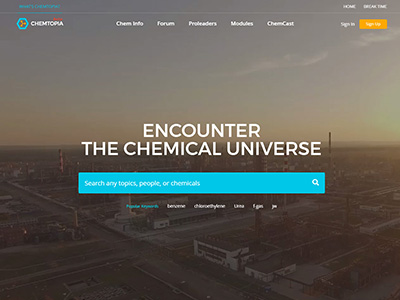 HOME BREAK TIME
CHEMTOPIA
Chem Info Forum Proleaders Modules ChemCast
Sign In Sign Up
ENCOUNTER
THE CHEMICAL UNIVERSE
Search any topics, people, or chemicals
Popular Keywords benzene chloroethylene Urea f-gas jw